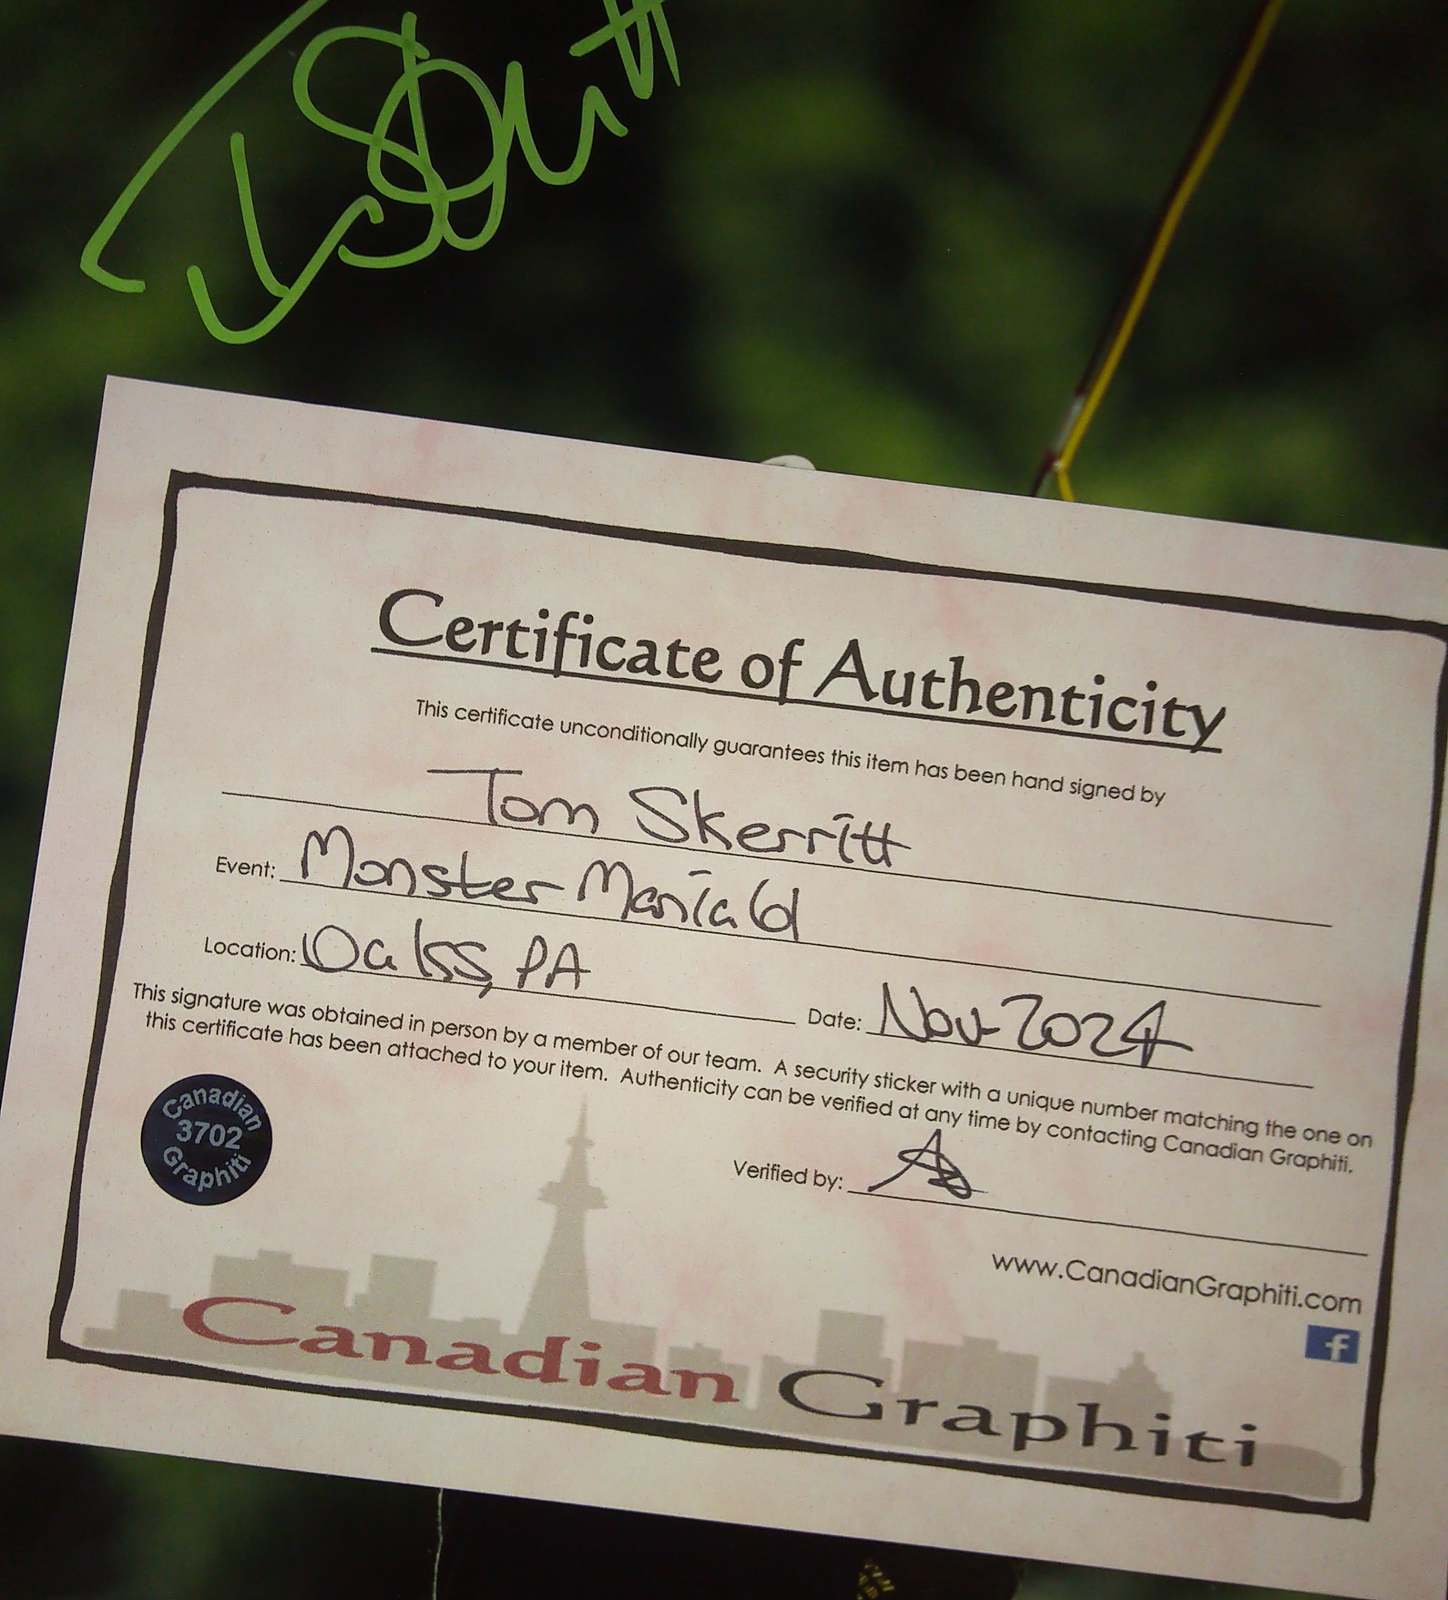 Certificate of Authenticity
This certificate unconditionally guarantees this item has been hand signed by
Tom Skerritt
Event: Monster Mania 61
Location: Oaks, PA
Date: Nov 2024
This signature was obtained in person by a member of our team. A security sticker with a unique number matching the one on
this certificate has been attached to your item. Authenticity can be verified at any time by contacting Canadian Graphiti.
Canadian
3702
Graphiti
Verified by:
www.CanadianGraphiti.com
f
Canadian Graphiti